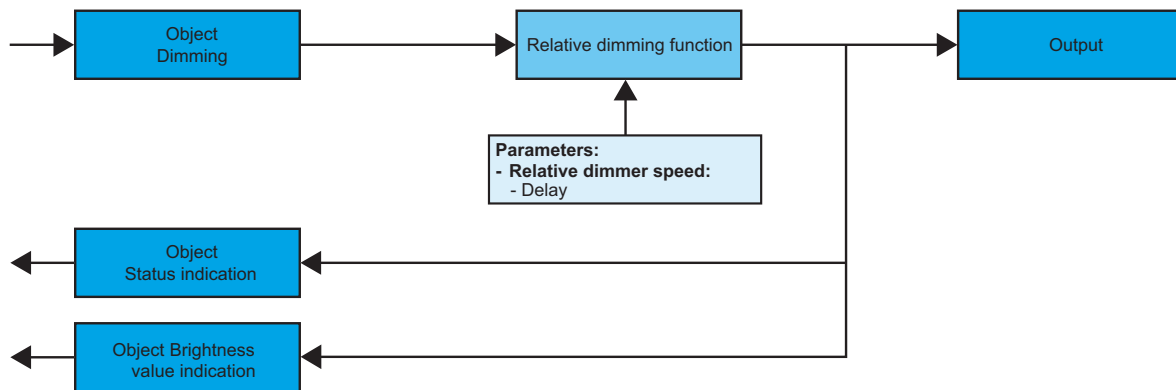 Object
Dimming
Relative dimming function
Output
Parameters:
- Relative dimmer speed:
- Delay
Object
Status indication
Object Brightness
value indication